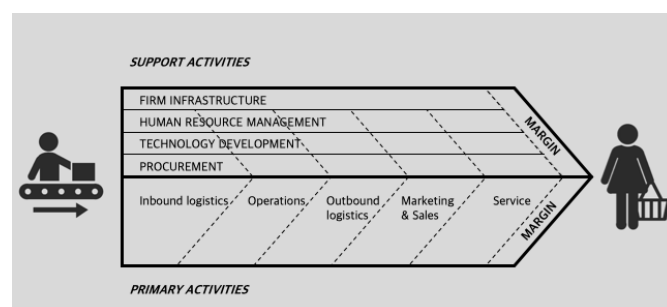 SUPPORT ACTIVITIES
FIRM INFRASTRUCTURE
HUMAN RESOURCE MANAGEMENT
TECHNOLOGY DEVELOPMENT
PROCUREMENT
MARGIN
Inbound logistics
Operations
Outbound
logistics
Marketing
& Sales
Service
MARGIN
PRIMARY ACTIVITIES